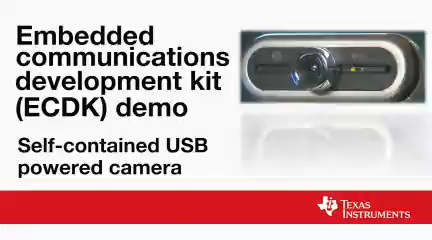 Embedded
communications
development kit
(ECDK) demo
Self-contained USB
powered camera
TEXAS
INSTRUMENTS